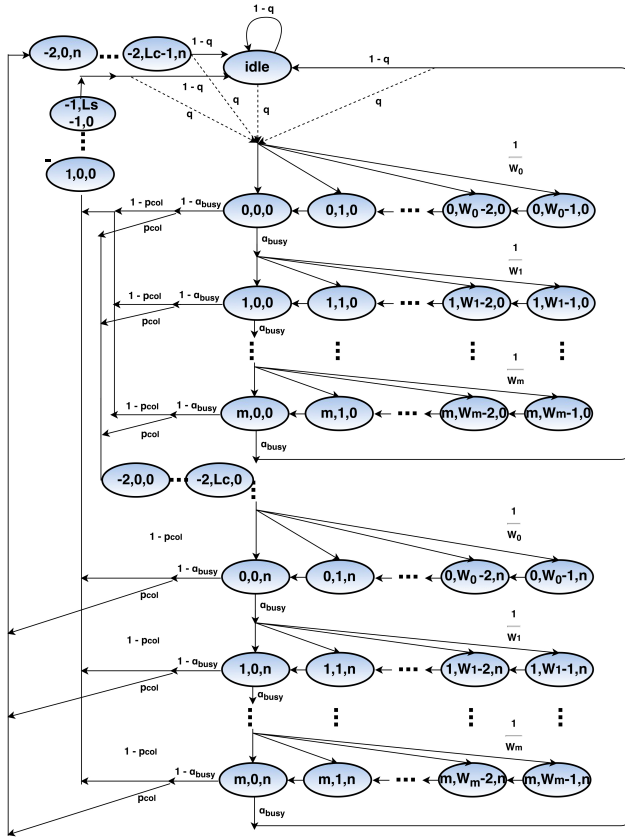 1 - q
-2,0,n
-2,Lc-1,n
1 - q
idle
1 - q
1 - q
q
q
q
q
-1,Ls
-1,0
-
1,0,0
1
W0
1 - pcol
1 - αbusy
0,0,0
0,1,0
0,W0-2,0
0,W0-1,0
pcol
αbusy
1
W1
1 - pcol
1 - αbusy
1,0,0
1,1,0
1,W1-2,0
1,W1-1,0
pcol
αbusy
1
Wm
1 - pcol
1 - αbusy
m,0,0
m,1,0
m,Wm-2,0
m,Wm-1,0
pcol
αbusy
-2,0,0
-2,Lc,0
1
W0
1 - pcol
1 - αbusy
0,0,n
0,1,n
0,W0-2,n
0,W0-1,n
pcol
αbusy
1
W1
1 - pcol
1 - αbusy
1,0,n
1,1,n
1,W1-2,n
1,W1-1,n
pcol
αbusy
1
Wm
1 - pcol
1 - αbusy
m,0,n
m,1,n
m,Wm-2,n
m,Wm-1,n
pcol
αbusy